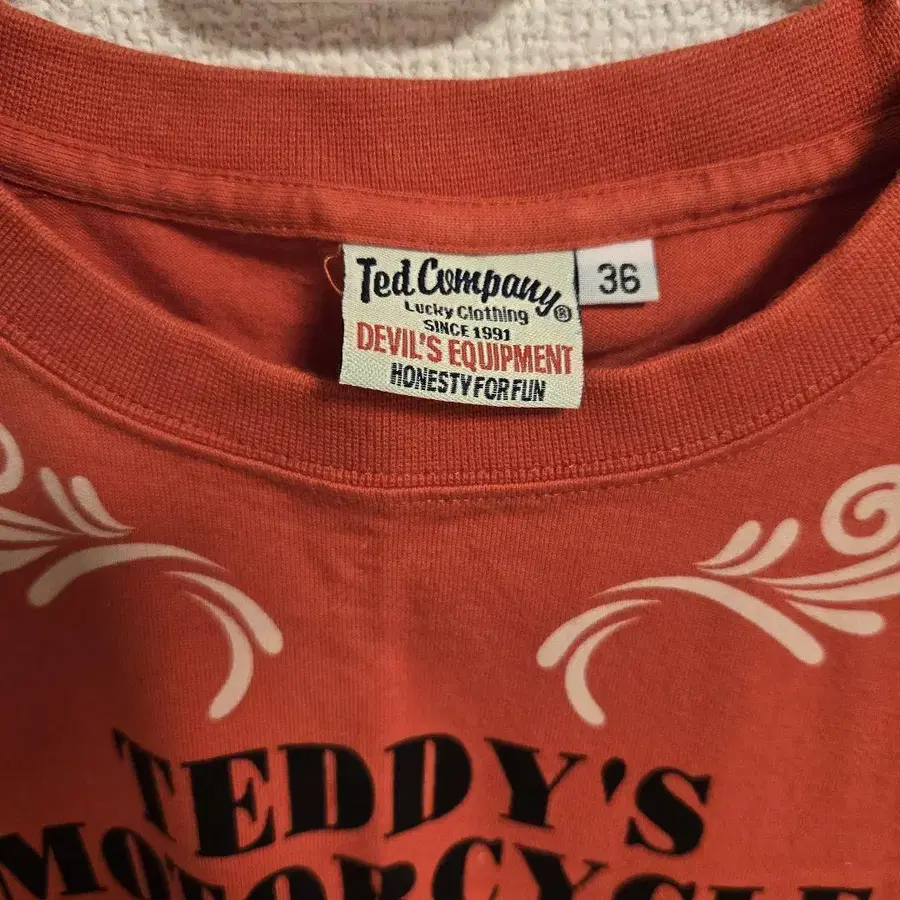 Ted Company®
Lucky Clothing
SINCE 1991
DEVIL'S EQUIPMENT
HONESTY FOR FUN
36
TEDDY'S
MOTORCYCLE